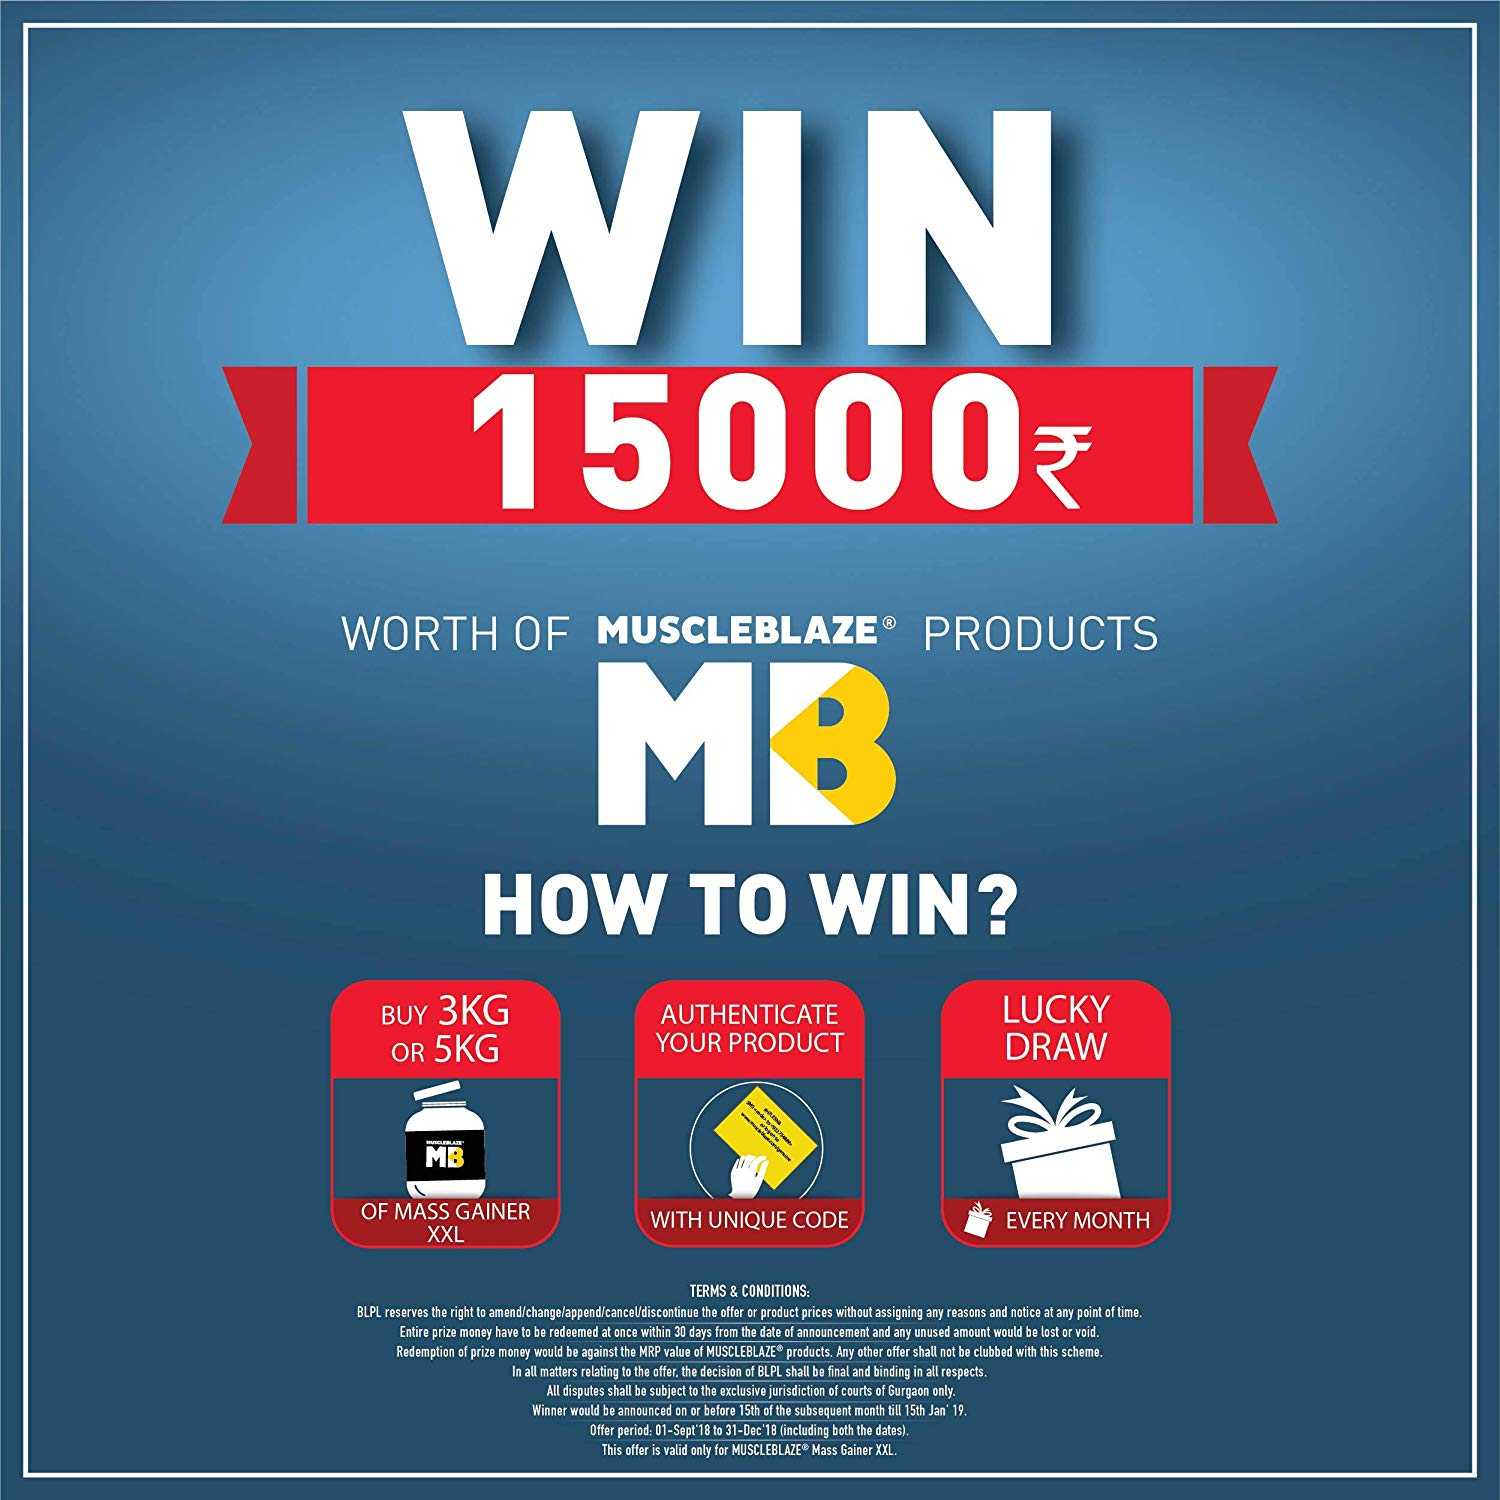 WIN
15000₹
WORTH OF MUSCLEBLAZE® PRODUCTS
MB
HOW TO WIN?
BUY 3KG
OR 5KG
MUSCLEBLAZE
MB
OF MASS GAINER
XXL
AUTHENTICATE
YOUR PRODUCT
WITH UNIQUE CODE
LUCKY
DRAW
EVERY MONTH
TERMS & CONDITIONS:
BLPL reserves the right to amend/change/append/cancel/discontinue the offer or product prices without assigning any reasons and notice at any point of time.
Entire prize money have to be redeemed at once within 30 days from the date of announcement and any unused amount would be lost or void.
Redemption of prize money would be against the MRP value of MUSCLEBLAZE® products. Any other offer shall not be clubbed with this scheme.
In all matters relating to the offer, the decision of BLPL shall be final and binding in all respects.
All disputes shall be subject to the exclusive jurisdiction of courts of Gurgaon only.
Winner would be announced on or before 15th of the subsequent month till 15th Jan' 19.
Offer period: 01-Sept'18 to 31-Dec'18 (including both the dates).
This offer is valid only for MUSCLEBLAZE® Mass Gainer XXL.